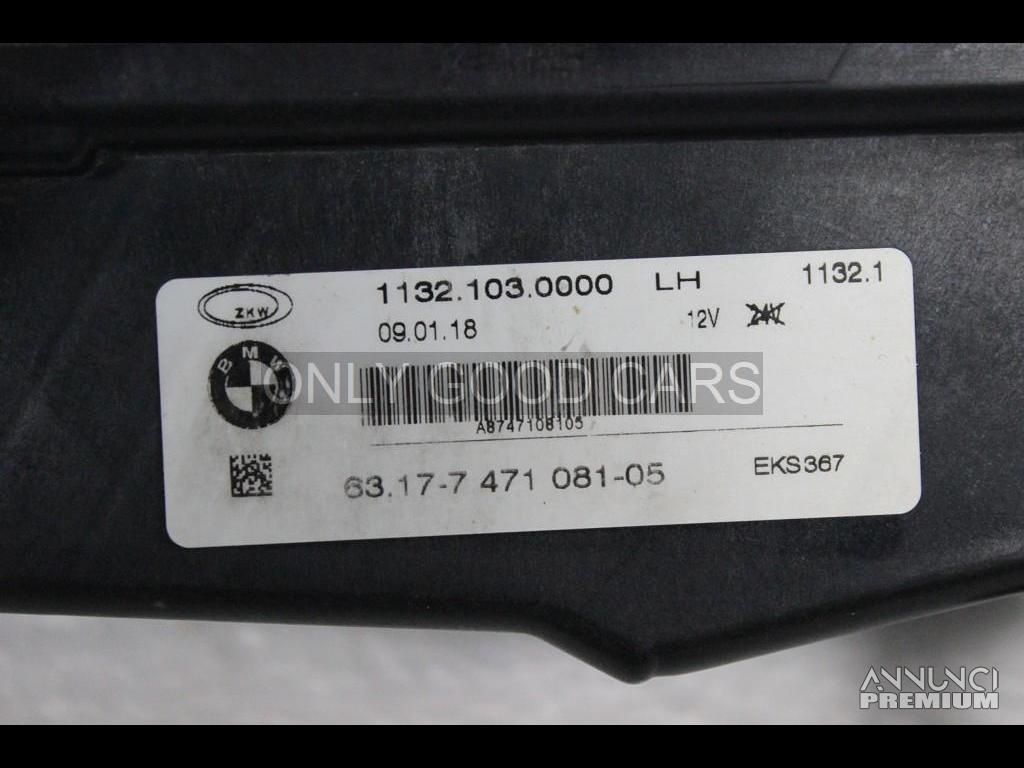 1132.103.0000 LH 1132.1
ZKW
09.01.18 12V 24V
BMW
ONLY GOOD CARS
A8747108105
63.17-7 471 081-05 EKS367
ANNUNCI
PREMIUM